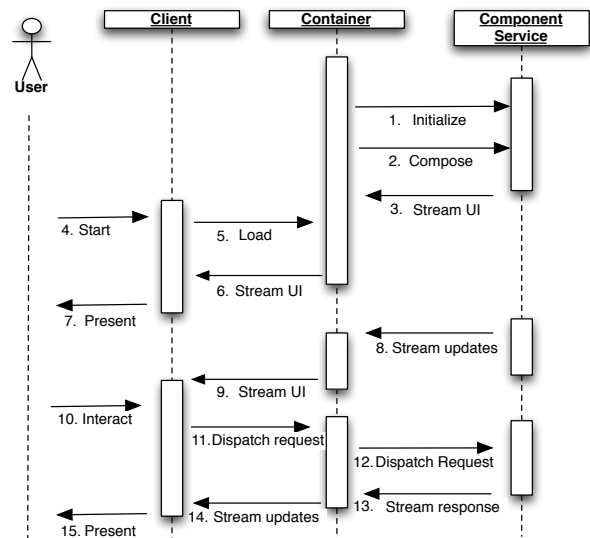 Client
Container
Component
Service
User
1. Initialize
2. Compose
3. Stream UI
4. Start
5. Load
6. Stream UI
7. Present
8. Stream updates
9. Stream UI
10. Interact
11. Dispatch request
12. Dispatch Request
13. Stream response
14. Stream updates
15. Present